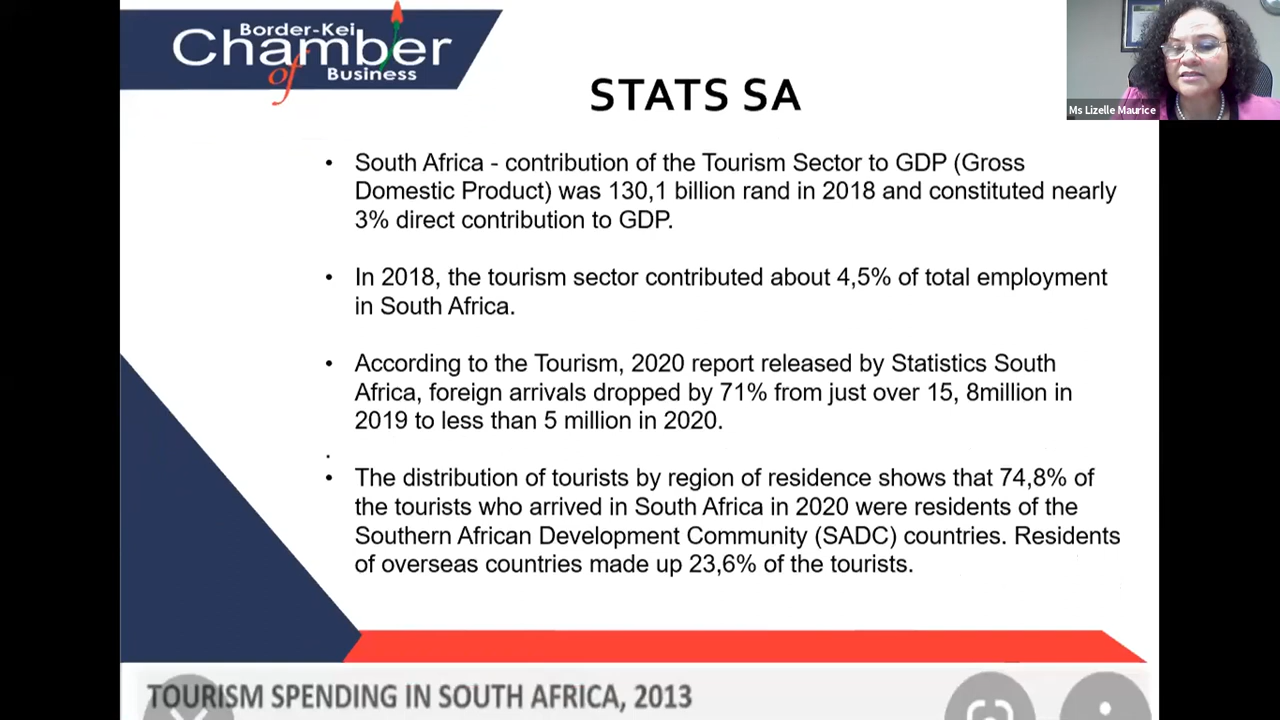 Border-Kei
Chamber
of
Business
Ms Lizelle Maurice
STATS SA
• South Africa - contribution of the Tourism Sector to GDP (Gross
Domestic Product) was 130,1 billion rand in 2018 and constituted nearly
3% direct contribution to GDP.
• In 2018, the tourism sector contributed about 4,5% of total employment
in South Africa.
• According to the Tourism, 2020 report released by Statistics South
Africa, foreign arrivals dropped by 71% from just over 15, 8million in
2019 to less than 5 million in 2020.
.
• The distribution of tourists by region of residence shows that 74,8% of
the tourists who arrived in South Africa in 2020 were residents of the
Southern African Development Community (SADC) countries. Residents
of overseas countries made up 23,6% of the tourists.
TOURISM SPENDING IN SOUTH AFRICA, 2013